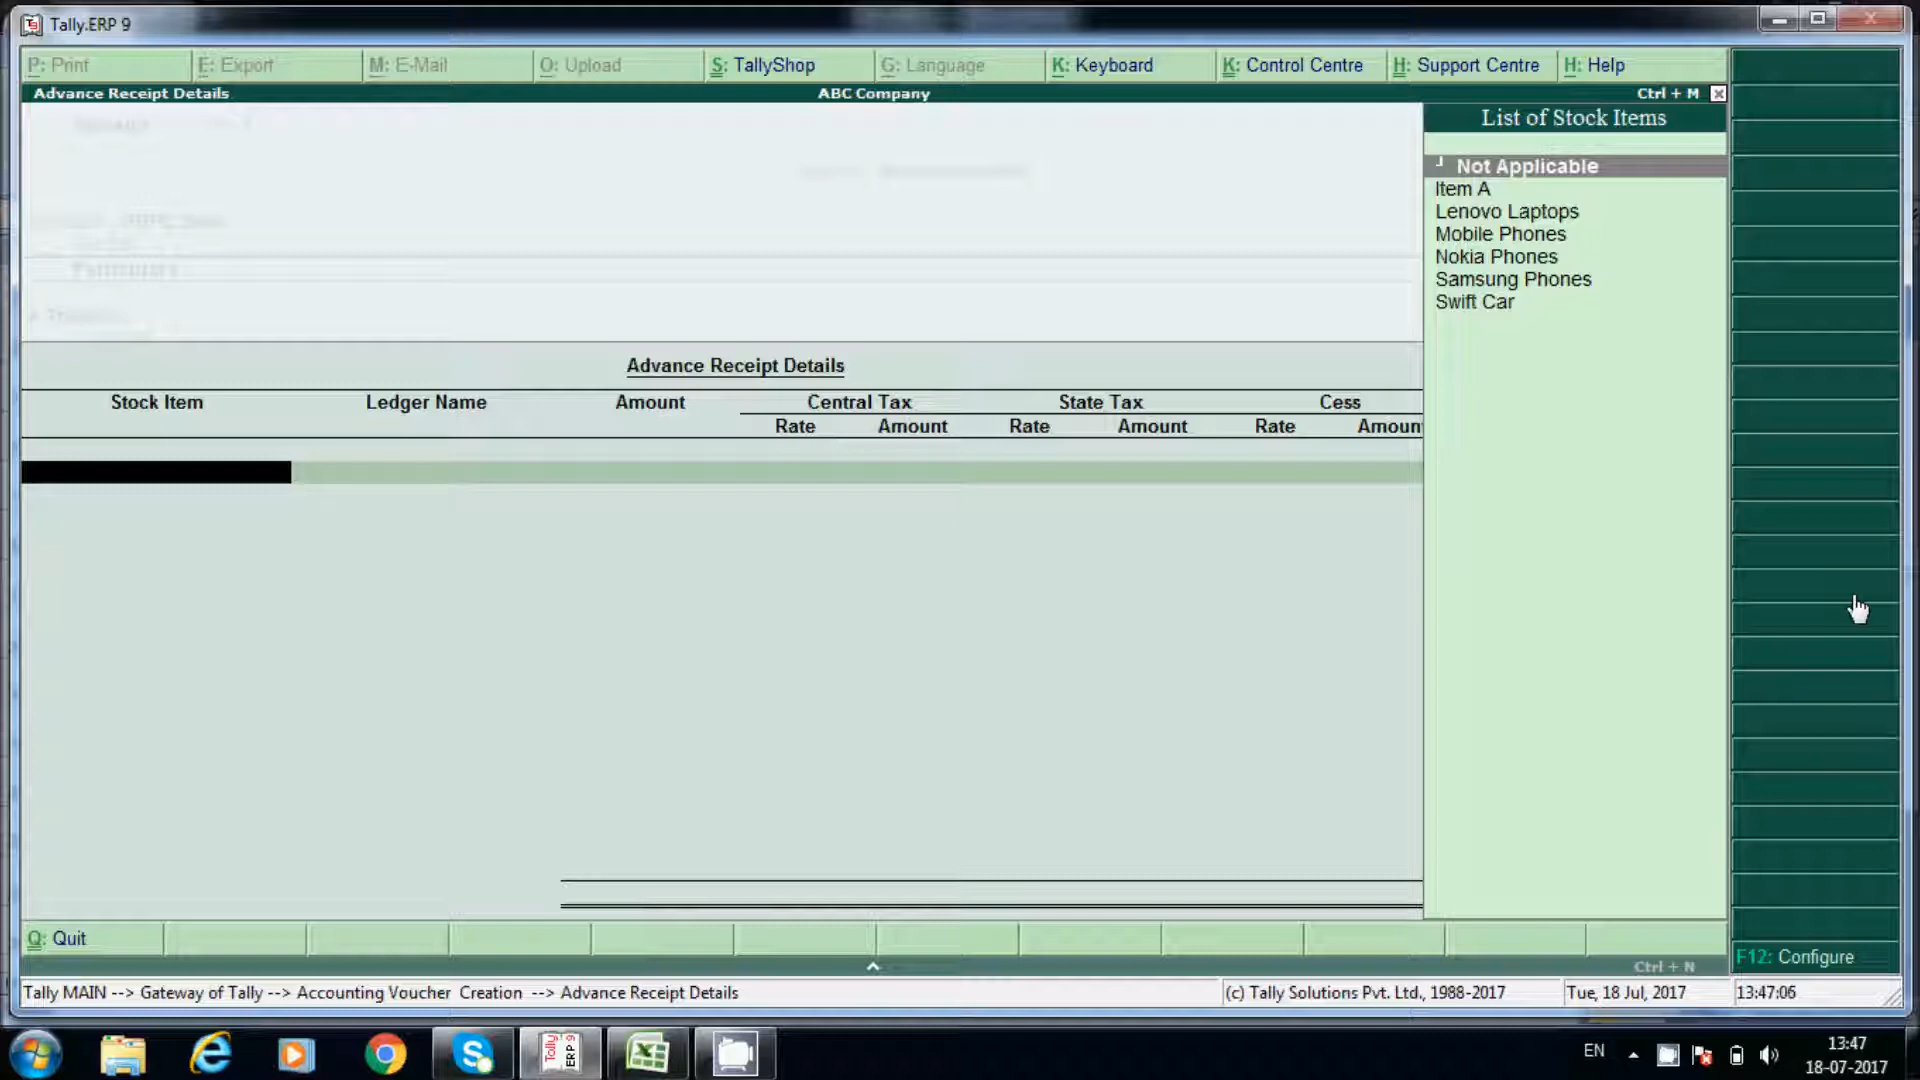 Tally.ERP 9
P: Print
E: Export
M: E-Mail
O: Upload
S: TallyShop
G: Language
K: Keyboard
K: Control Centre
H: Support Centre
H: Help
Advance Receipt Details
ABC Company
Ctrl + M
List of Stock Items
Not Applicable
Item A
Lenovo Laptops
Mobile Phones
Nokia Phones
Samsung Phones
Swift Car
Particulars
Advance Receipt Details
Stock Item Ledger Name Amount Central Tax State Tax Cess
Rate Amount Rate Amount Rate Amoun
Q: Quit
F12: Configure
Ctrl + N
Tally MAIN --> Gateway of Tally --> Accounting Voucher Creation --> Advance Receipt Details
(c) Tally Solutions Pvt. Ltd., 1988-2017
Tue, 18 Jul, 2017
13:47:06
Tally ERP 9
EN
13:47
18-07-2017